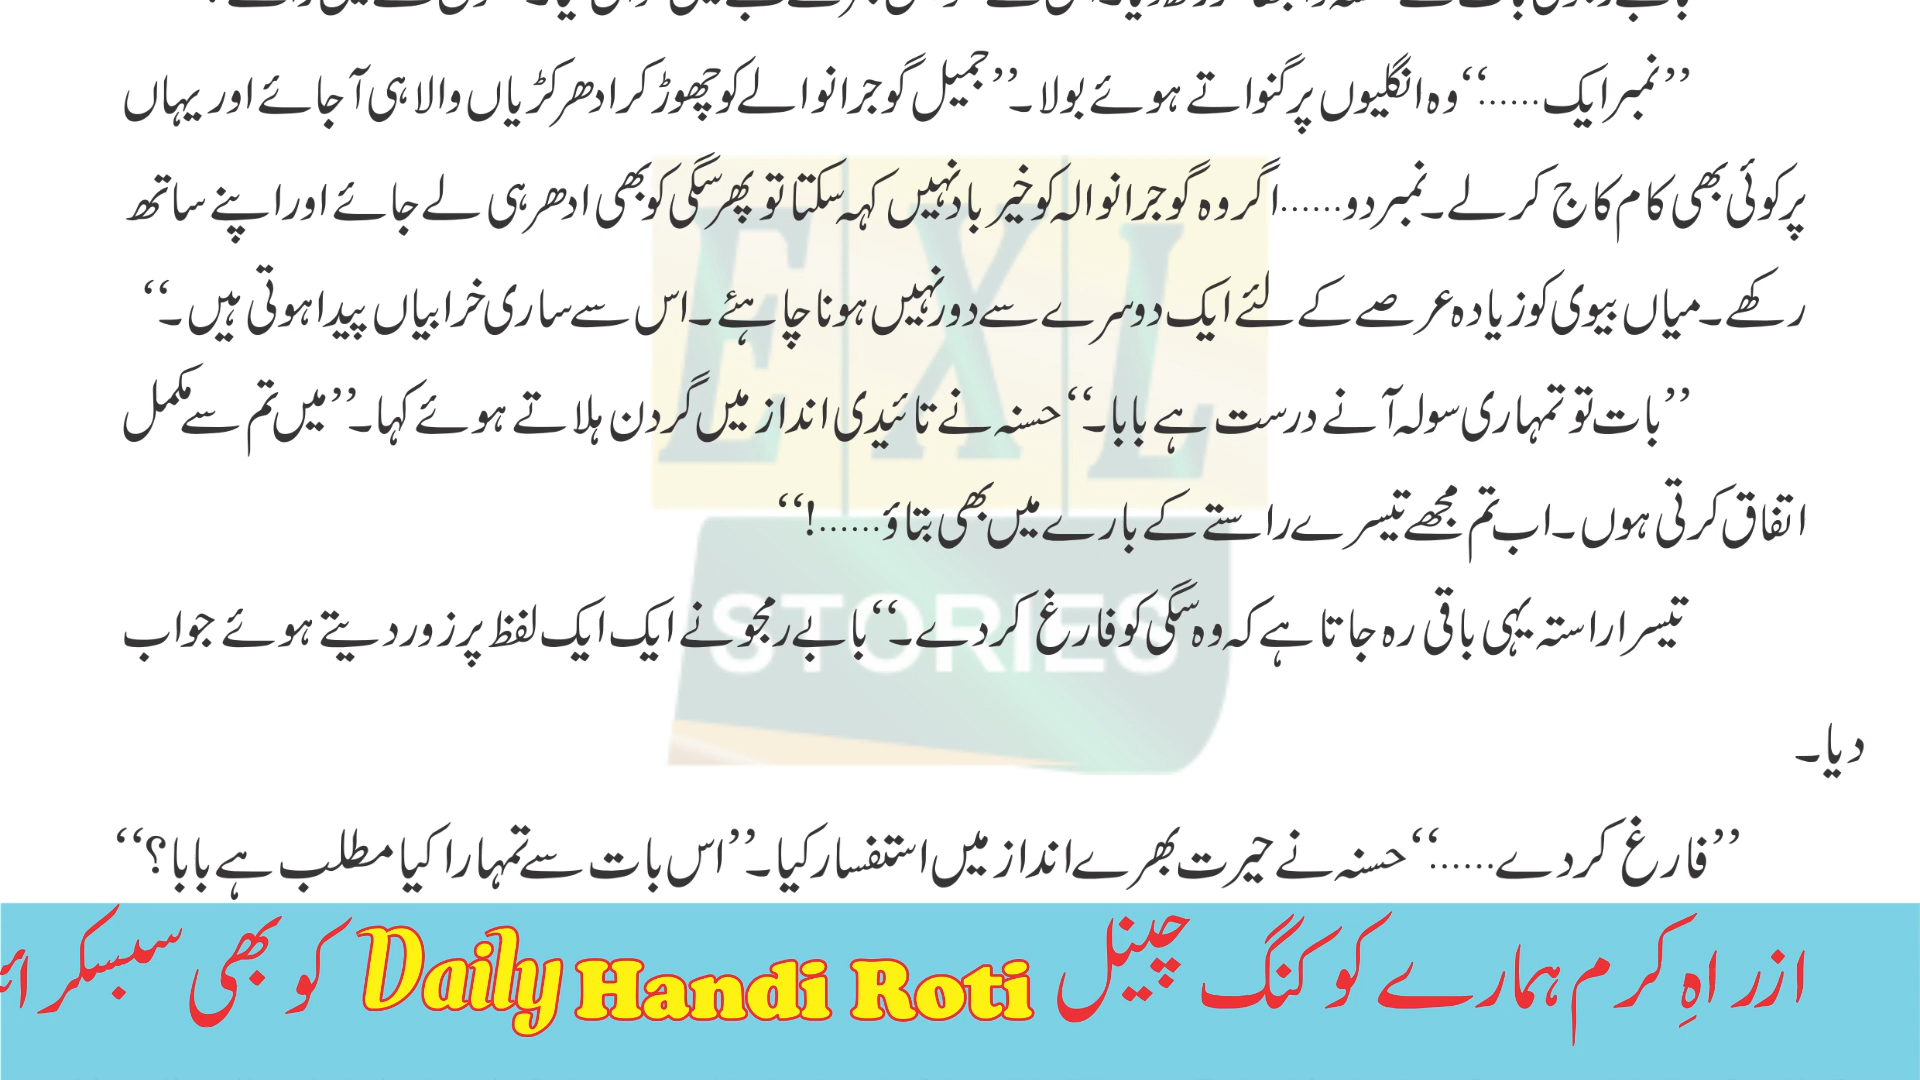 ’’نمبر ایک......‘‘ وہ انگلیوں پر گنواتے ہوئے بولا۔ ’’جمیل گوجرانوالے کو چھوڑ کر ادھر کڑیاں والا ہی آجائے اور یہاں
پر کوئی بھی کام کاج کر لے۔ نمبر دو......اگر وہ گوجرانوالہ کو خیر باد نہیں کہہ سکتا تو پھر سگی کو بھی ادھر ہی لے جائے اور اپنے ساتھ
رکھے۔ میاں بیوی کو زیادہ عرصے کے لئے ایک دوسرے سے دور نہیں ہونا چاہئے۔ اس سے ساری خرابیاں پیدا ہوتی ہیں۔‘‘
’’بات تو تمہاری سولہ آنے درست ہے بابا۔‘‘ حسنہ نے تائیدی انداز میں گردن ہلاتے ہوئے کہا۔ ’’میں تم سے مکمل
اتفاق کرتی ہوں۔ اب تم مجھے تیسرے راستے کے بارے میں بھی بتاؤ......!‘‘
تیسرا راستہ یہی باقی رہ جاتا ہے کہ وہ سگی کو فارغ کر دے۔‘‘ بابے رمجو نے ایک ایک لفظ پر زور دیتے ہوئے جواب
دیا۔
’’فارغ کر دے......‘‘ حسنہ نے حیرت بھرے انداز میں استفسار کیا۔ ’’اس بات سے تمہارا کیا مطلب ہے بابا؟‘‘
EXL
STORIES
ازراہِ کرم ہمارے کوکنگ چینل Daily Handi Roti کو بھی